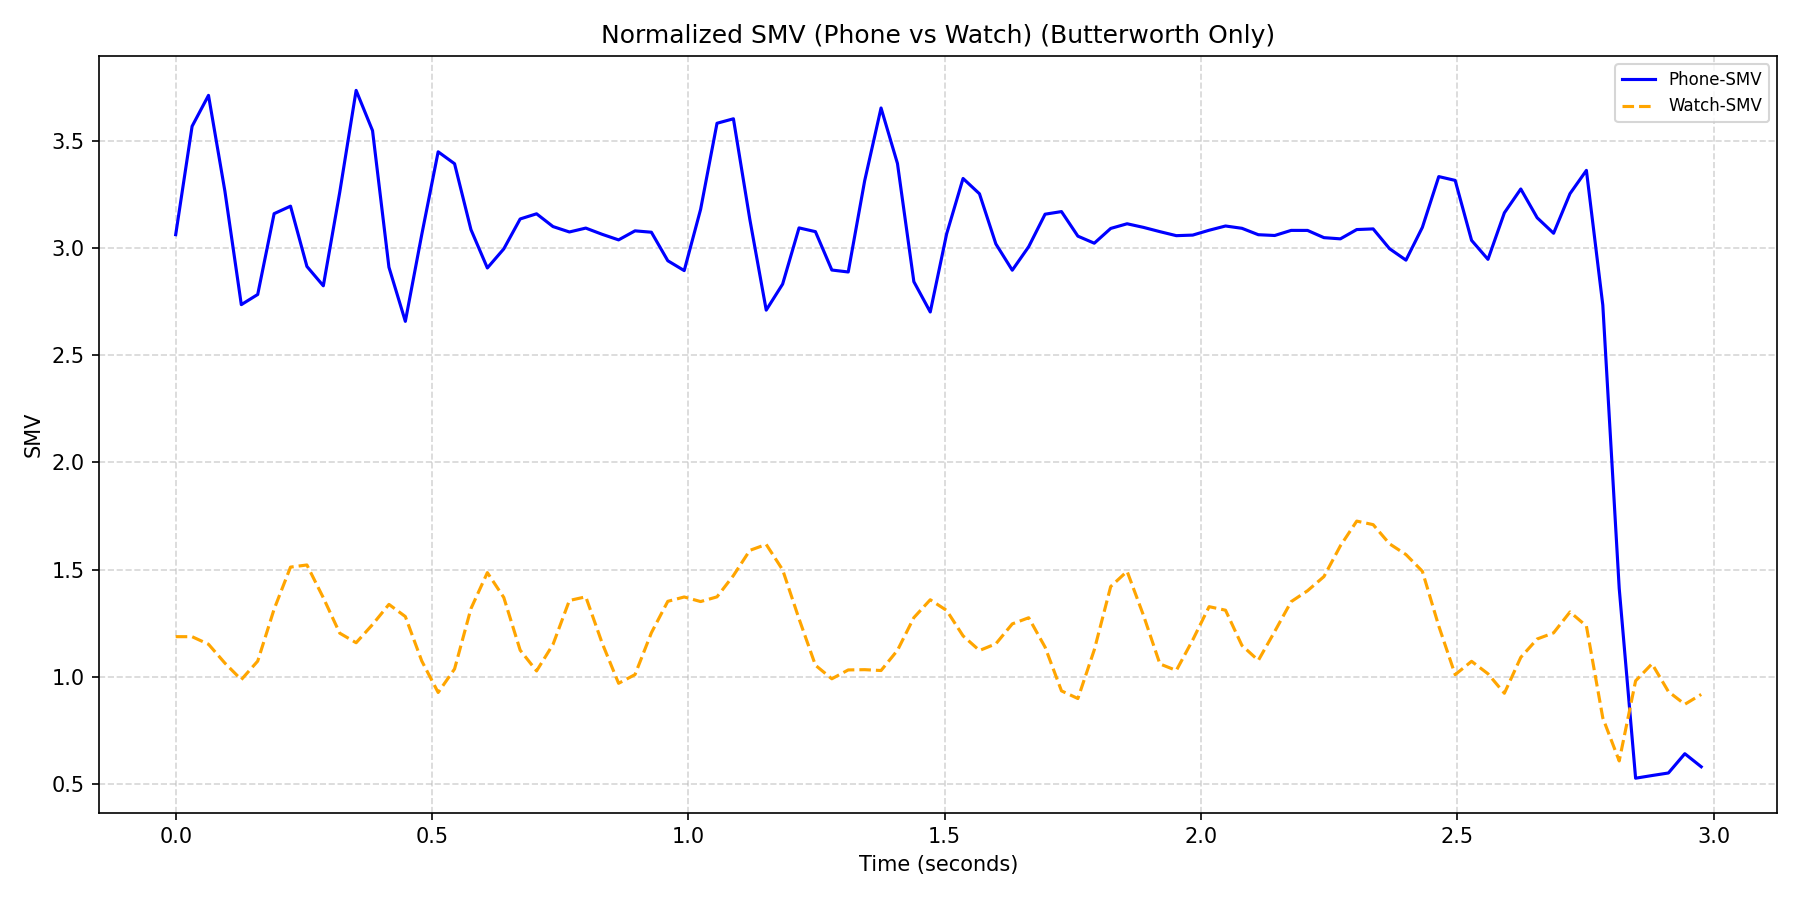 Normalized SMV (Phone vs Watch) (Butterworth Only)
Phone-SMV
Watch-SMV
SMV
3.5
3.0
2.5
2.0
1.5
1.0
0.5
0.0 0.5 1.0 1.5 2.0 2.5 3.0
Time (seconds)